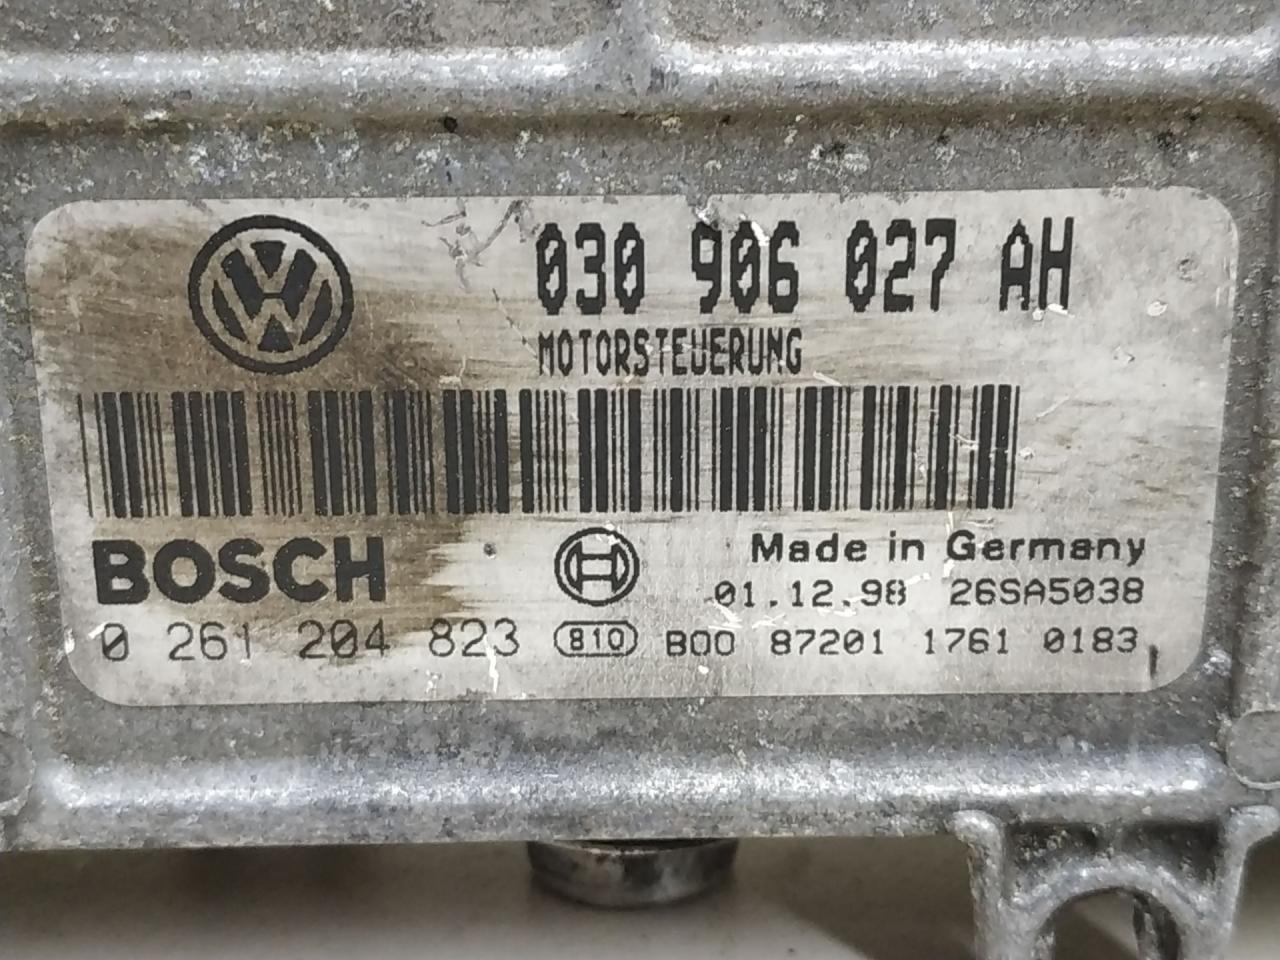 030 906 027 AH
MOTORSTEUERUNG
BOSCH
Made in Germany
01.12.98 26SA5038
0 261 204 823 810 B00 87201 1761 0183